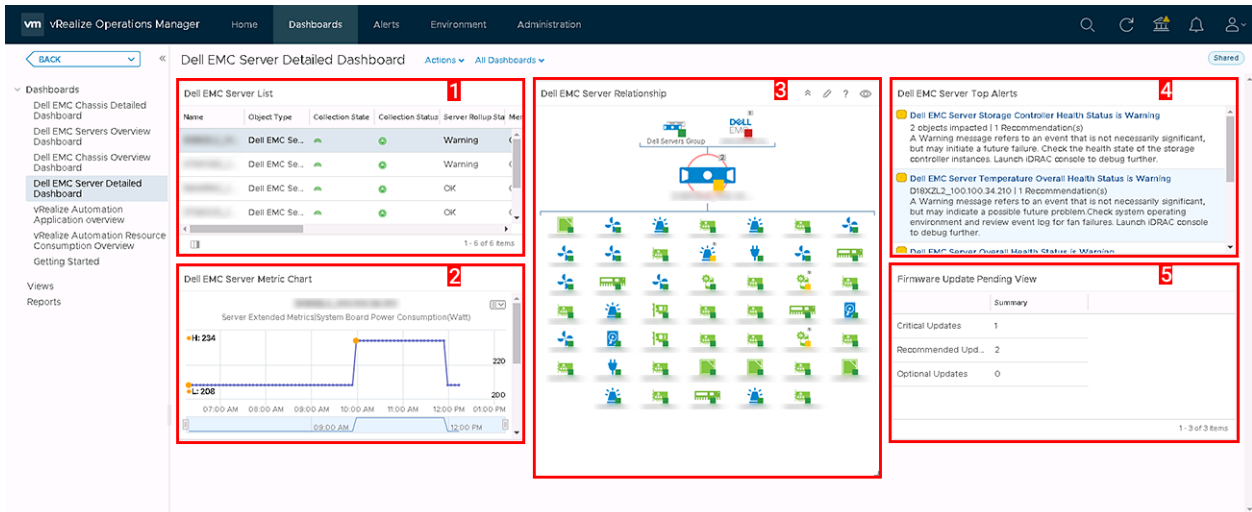 vm vRealize Operations Manager Home Dashboards Alerts Environment Administration
BACK
Dell EMC Server Detailed Dashboard Actions All Dashboards Shared
Dashboards
Dell EMC Chassis Detailed
Dashboard
Dell EMC Servers Overview
Dashboard
Dell EMC Chassis Overview
Dashboard
Dell EMC Server Detailed
Dashboard
vRealize Automation
Application overview
vRealize Automation Resource
Consumption Overview
Getting Started
Views
Reports
Dell EMC Server List 1
Name Object Type Collection State Collection Status Server Rollup Sta Mer
Dell EMC Se... Warning
Dell EMC Se... Warning
Dell EMC Se... OK
Dell EMC Se... OK
1 - 6 of 6 items
Dell EMC Server Metric Chart 2
Server Extended Metrics|System Board Power Consumption(Watt)
H: 234
220
L: 208
200
07:00 AM 08:00 AM 09:00 AM 10:00 AM 11:00 AM 12:00 PM 01:00 PM
09:00 AM 12:00 PM
Dell EMC Server Relationship 3 ?
DELL
EMC
Dell Servers Group
2
Dell EMC Server Top Alerts 4
Dell EMC Server Storage Controller Health Status is Warning
2 objects impacted | 1 Recommendation(s)
A Warning message refers to an event that is not necessarily significant,
but may initiate a future failure. Check the health state of the storage
controller instances. Launch iDRAC console to debug further.
Dell EMC Server Temperature Overall Health Status is Warning
D18XZL2_100.100.34.210 | 1 Recommendation(s)
A Warning message refers to an event that is not necessarily significant,
but may indicate a possible future problem.Check system operating
environment and review event log for fan failures. Launch iDRAC console
to debug further.
Dell EMC Server Overall Health Status is Warning
Firmware Update Pending View 5
Summary
Critical Updates 1
Recommended Upd... 2
Optional Updates 0
1 - 3 of 3 items